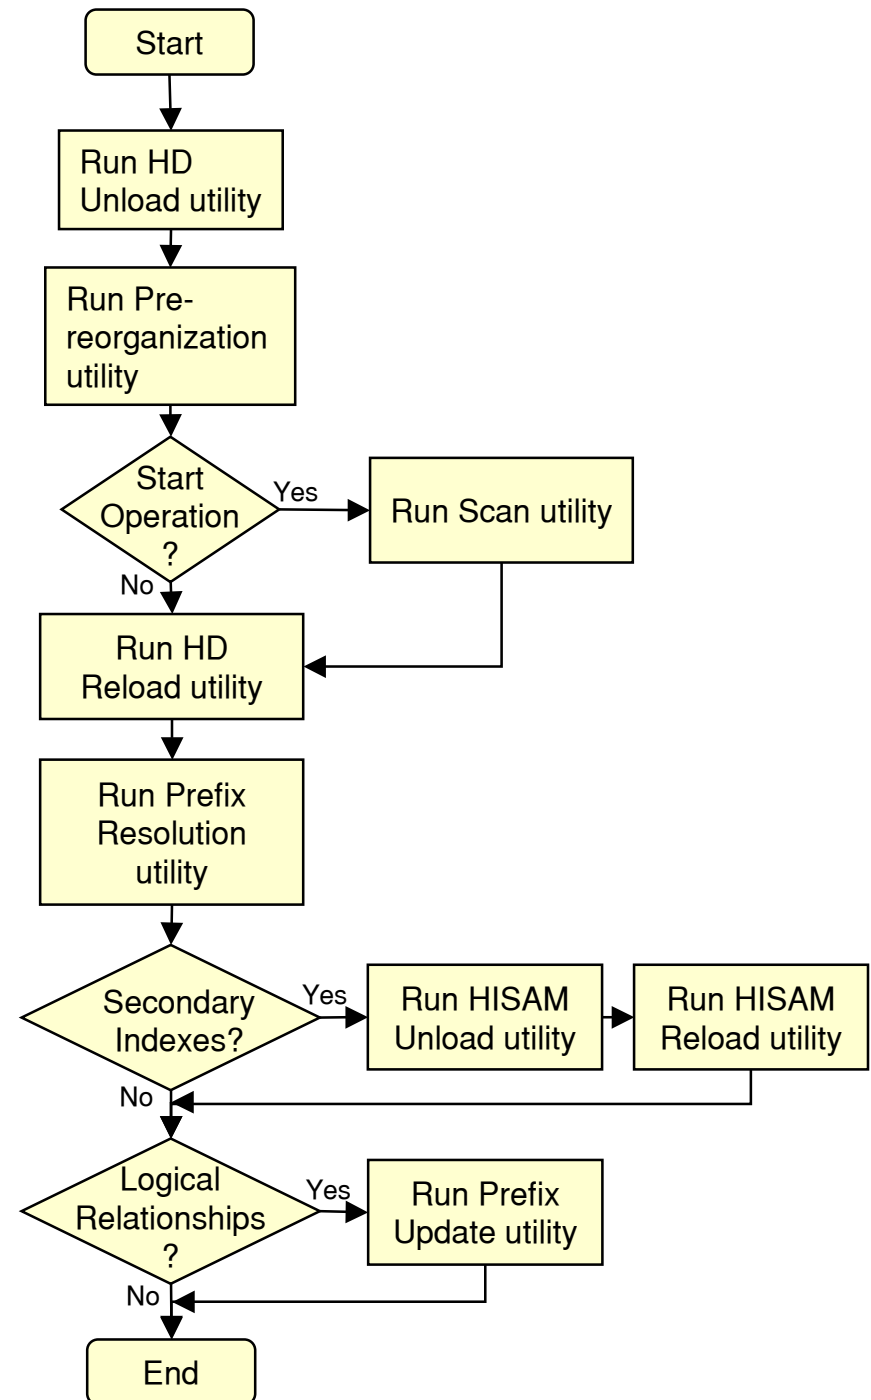 Start
Run HD
Unload utility
Run Pre-
reorganization
utility
Start
Operation
?
Yes
Run Scan utility
No
Run HD
Reload utility
Run Prefix
Resolution
utility
Secondary
Indexes?
Yes
Run HISAM
Unload utility
Run HISAM
Reload utility
No
Logical
Relationships
?
Yes
Run Prefix
Update utility
No
End